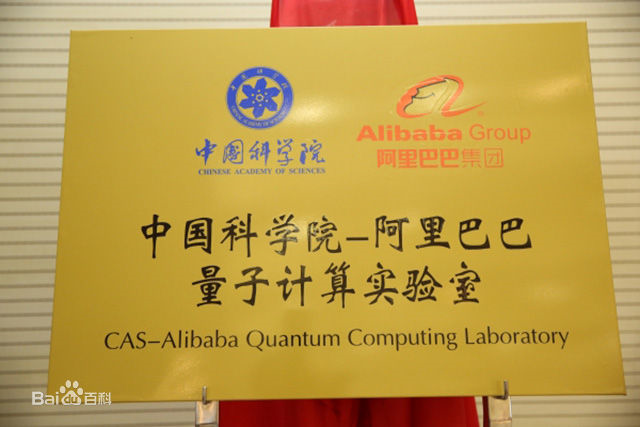 中国科学院
CHINESE ACADEMY OF SCIENCES
Alibaba Group
阿里巴巴集团
中国科学院–阿里巴巴
量子计算实验室
CAS–Alibaba Quantum Computing Laboratory
Bai百科